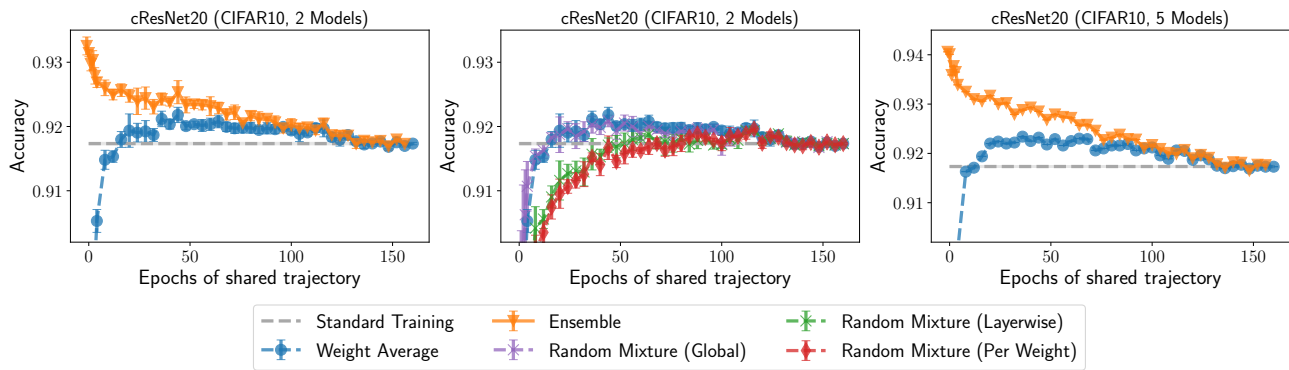 cResNet20 (CIFAR10, 2 Models)
0.93
0.92
0.91
Accuracy
0
50
100
150
Epochs of shared trajectory
cResNet20 (CIFAR10, 2 Models)
0.93
0.92
0.91
Accuracy
0
50
100
150
Epochs of shared trajectory
cResNet20 (CIFAR10, 5 Models)
0.94
0.93
0.92
0.91
Accuracy
0
50
100
150
Epochs of shared trajectory
Standard Training
Weight Average
Ensemble
Random Mixture (Global)
Random Mixture (Layerwise)
Random Mixture (Per Weight)